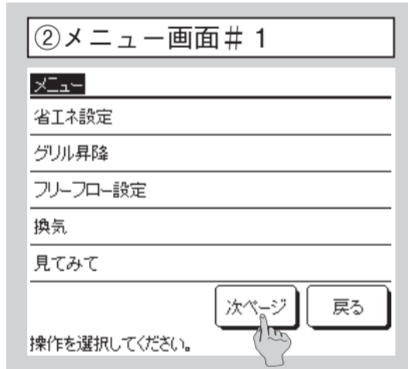 ②メニュー画面＃1
メニュー
省エネ設定
グリル昇降
フリーフロー設定
換気
見てみて
次ページ 戻る
操作を選択してください。